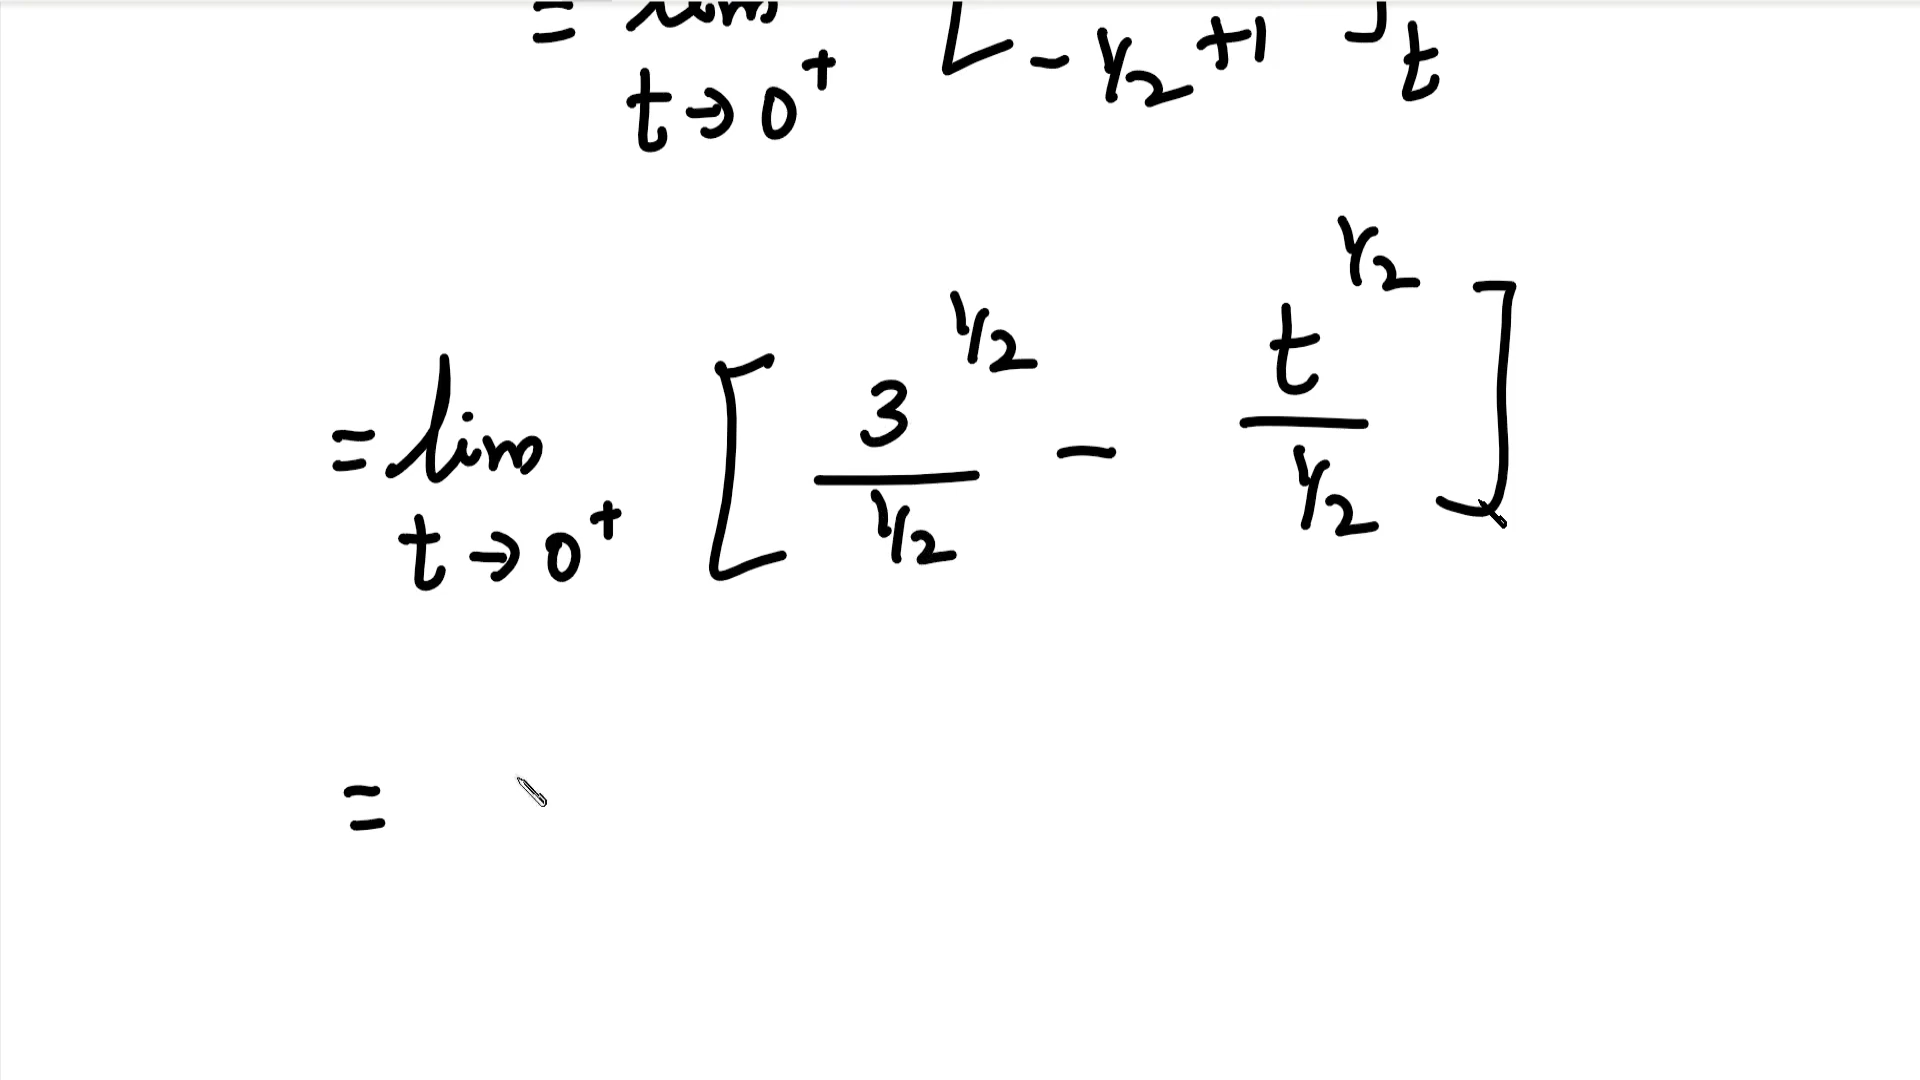 = lim [ -1/2 +1 ] t
t → 0⁺
= lim [ 3^(1/2) / (1/2) - t^(1/2) / (1/2) ]
t → 0⁺
=